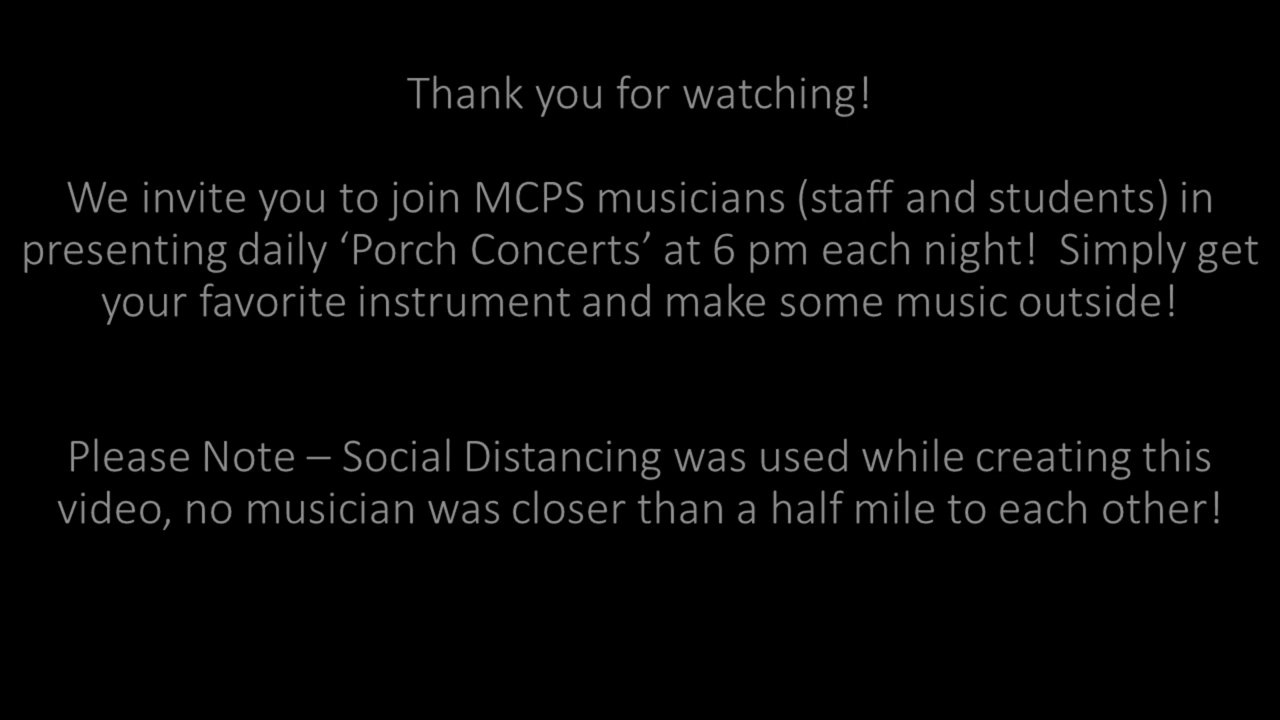 Thank you for watching!
We invite you to join MCPS musicians (staff and students) in
presenting daily ‘Porch Concerts’ at 6 pm each night!  Simply get
your favorite instrument and make some music outside!
Please Note – Social Distancing was used while creating this
video, no musician was closer than a half mile to each other!